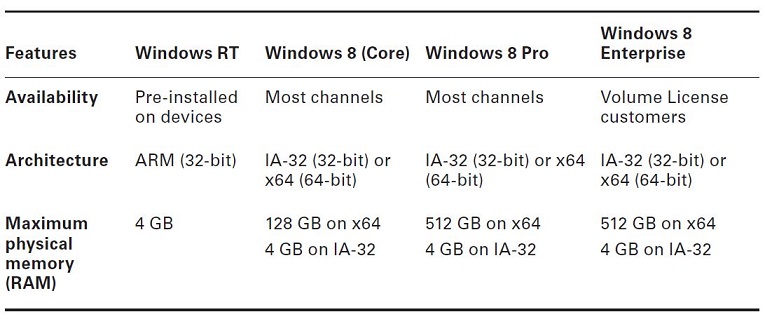 Windows 8
Enterprise
Features Windows RT Windows 8 (Core) Windows 8 Pro
Availability Pre-installed Most channels Most channels Volume License
on devices customers
Architecture ARM (32-bit) IA-32 (32-bit) or IA-32 (32-bit) or x64 IA-32 (32-bit) or
x64 (64-bit) (64-bit) x64 (64-bit)
Maximum 4 GB 128 GB on x64 512 GB on x64 512 GB on x64
physical 4 GB on IA-32 4 GB on IA-32 4 GB on IA-32
memory
(RAM)